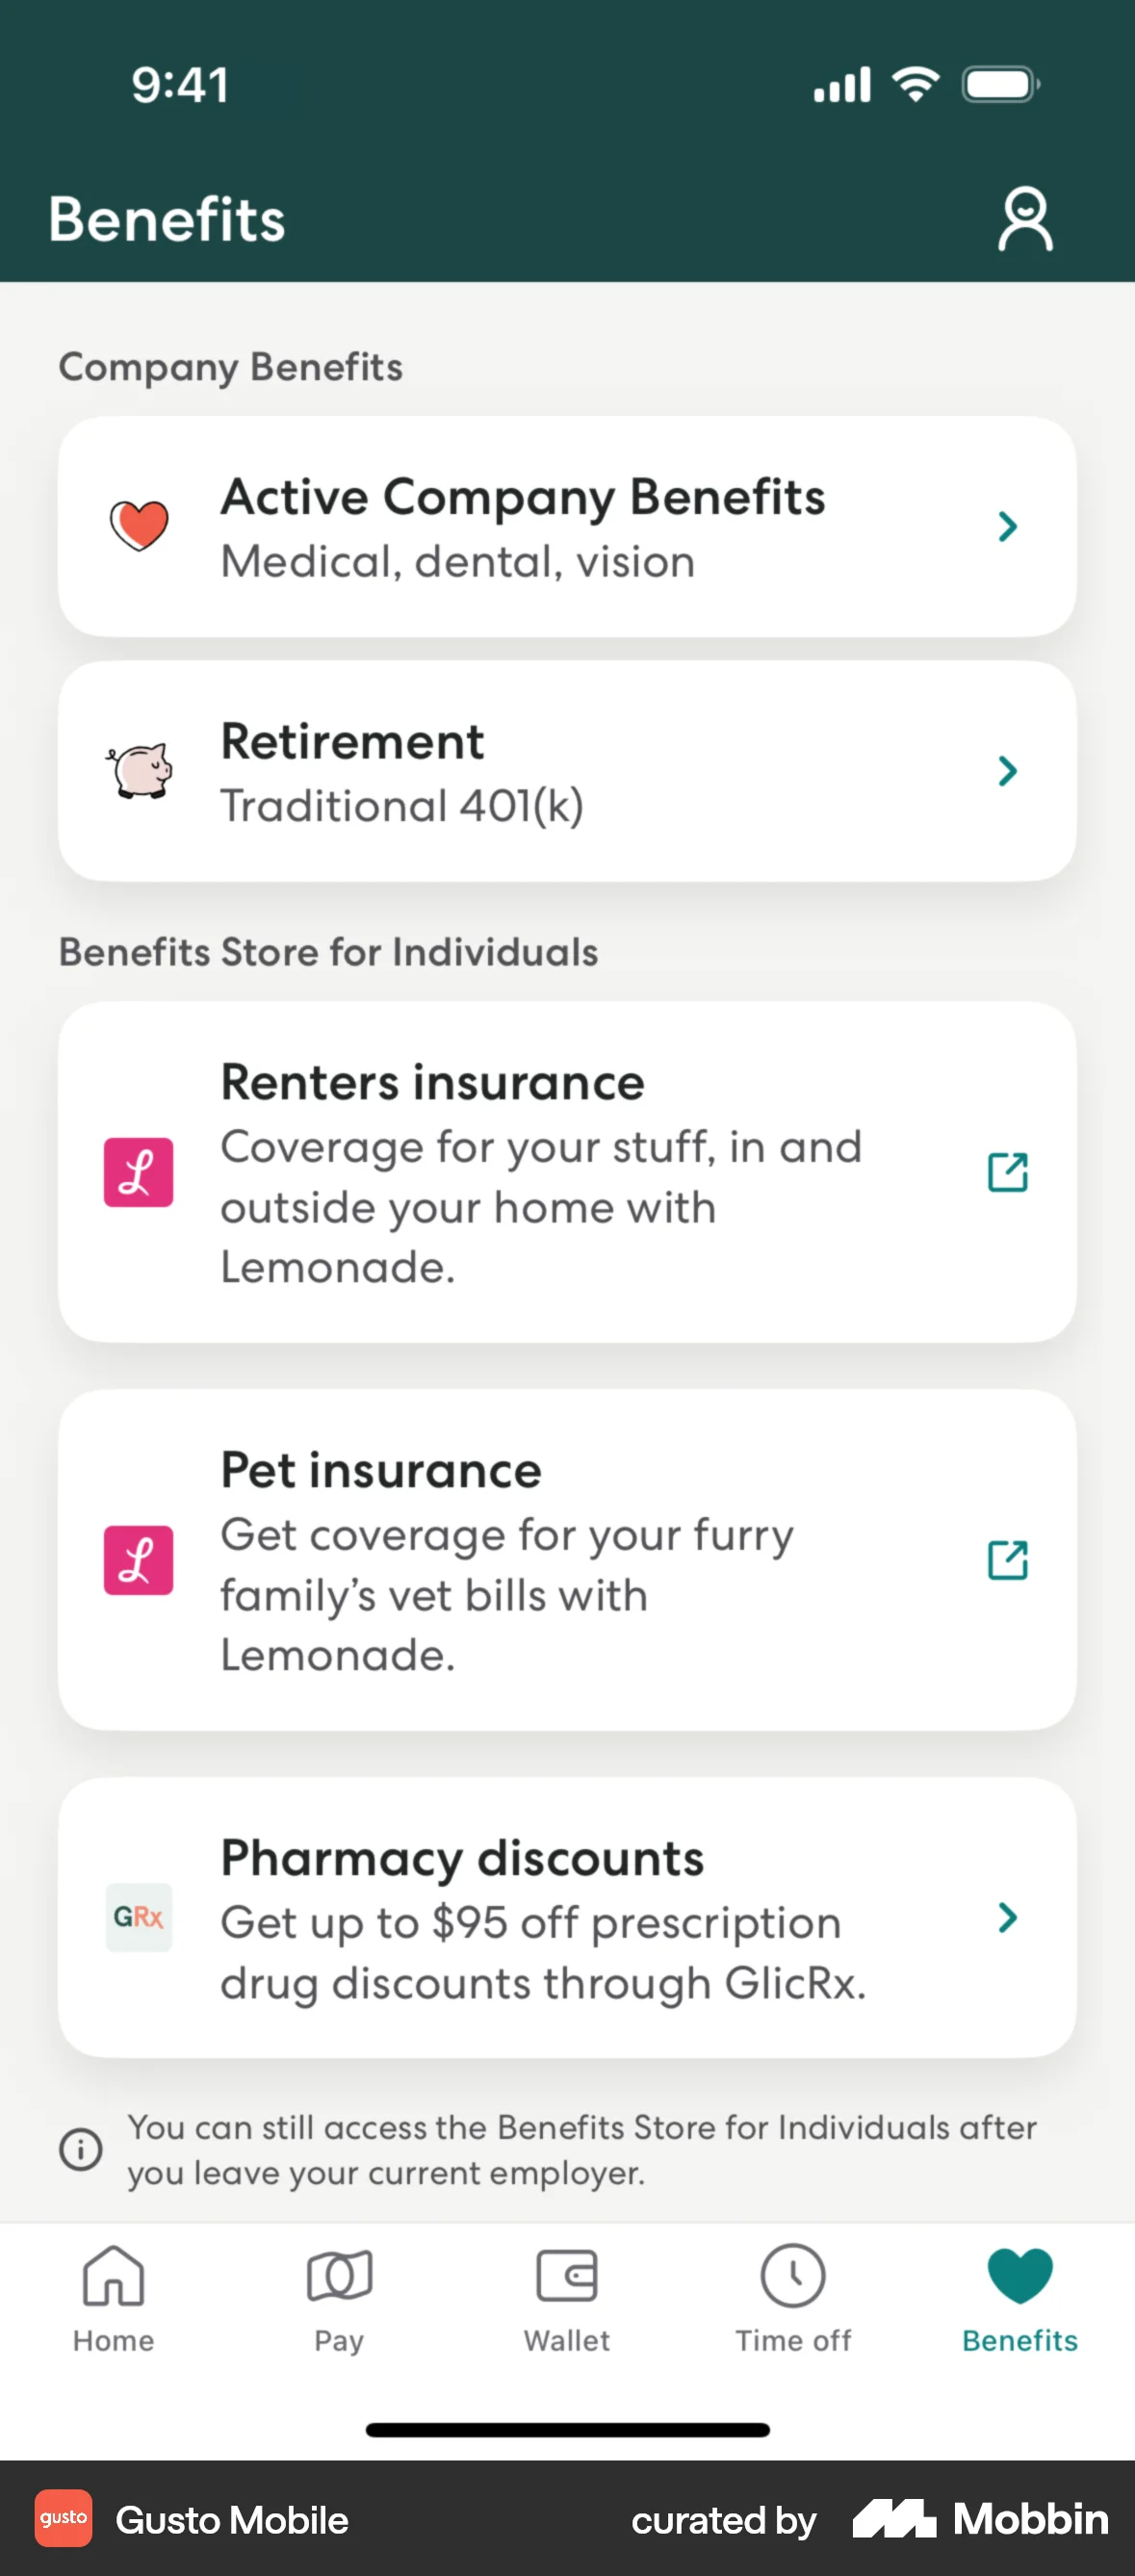 9:41
Benefits
Company Benefits
Active Company Benefits
Medical, dental, vision
Retirement
Traditional 401(k)
Benefits Store for Individuals
Renters insurance
Coverage for your stuff, in and
outside your home with
Lemonade.
Pet insurance
Get coverage for your furry
family’s vet bills with
Lemonade.
GRx
Pharmacy discounts
Get up to $95 off prescription
drug discounts through GlicRx.
You can still access the Benefits Store for Individuals after
you leave your current employer.
Home
Pay
Wallet
Time off
Benefits
gusto
Gusto Mobile
curated by
Mobbin